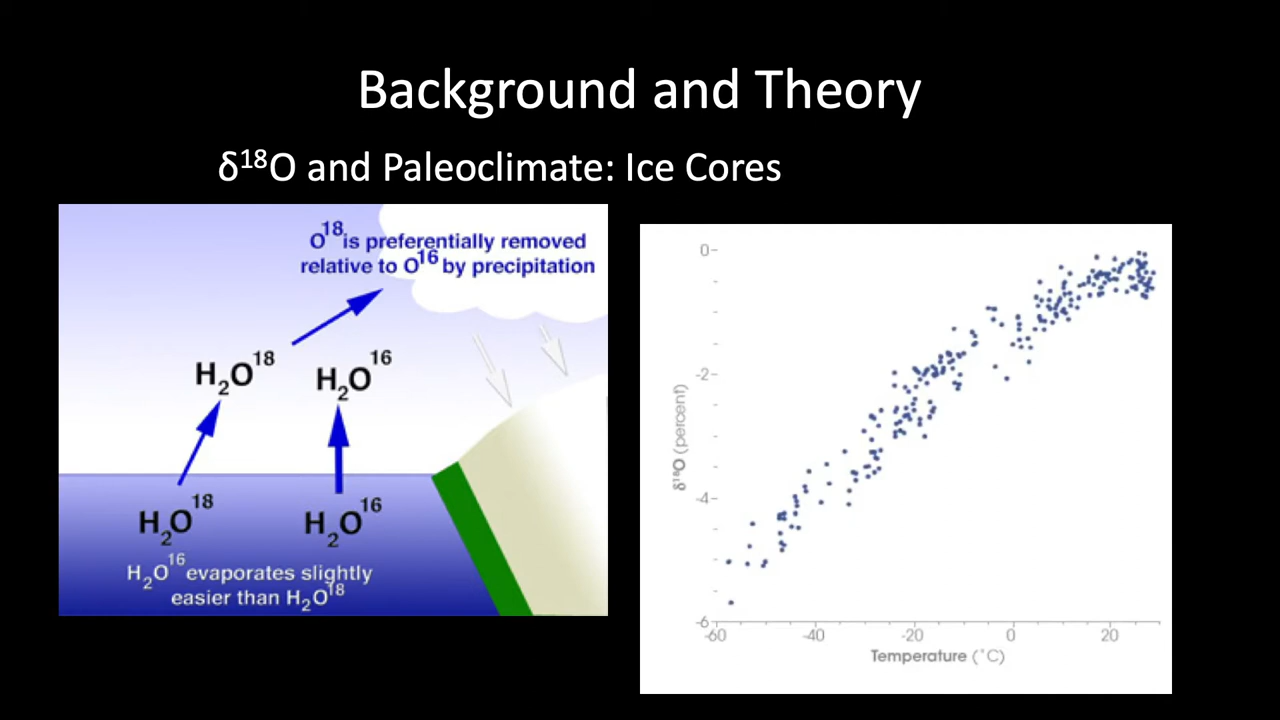 Background and Theory
δ¹⁸O and Paleoclimate: Ice Cores
O¹⁸ is preferentially removed
relative to O¹⁶ by precipitation
H₂O¹⁸
H₂O¹⁶
H₂O¹⁸
H₂O¹⁶
H₂O¹⁶ evaporates slightly
easier than H₂O¹⁸
0
-2
-4
-6
δ¹⁸O (percent)
-60 -40 -20 0 20
Temperature (˚C)